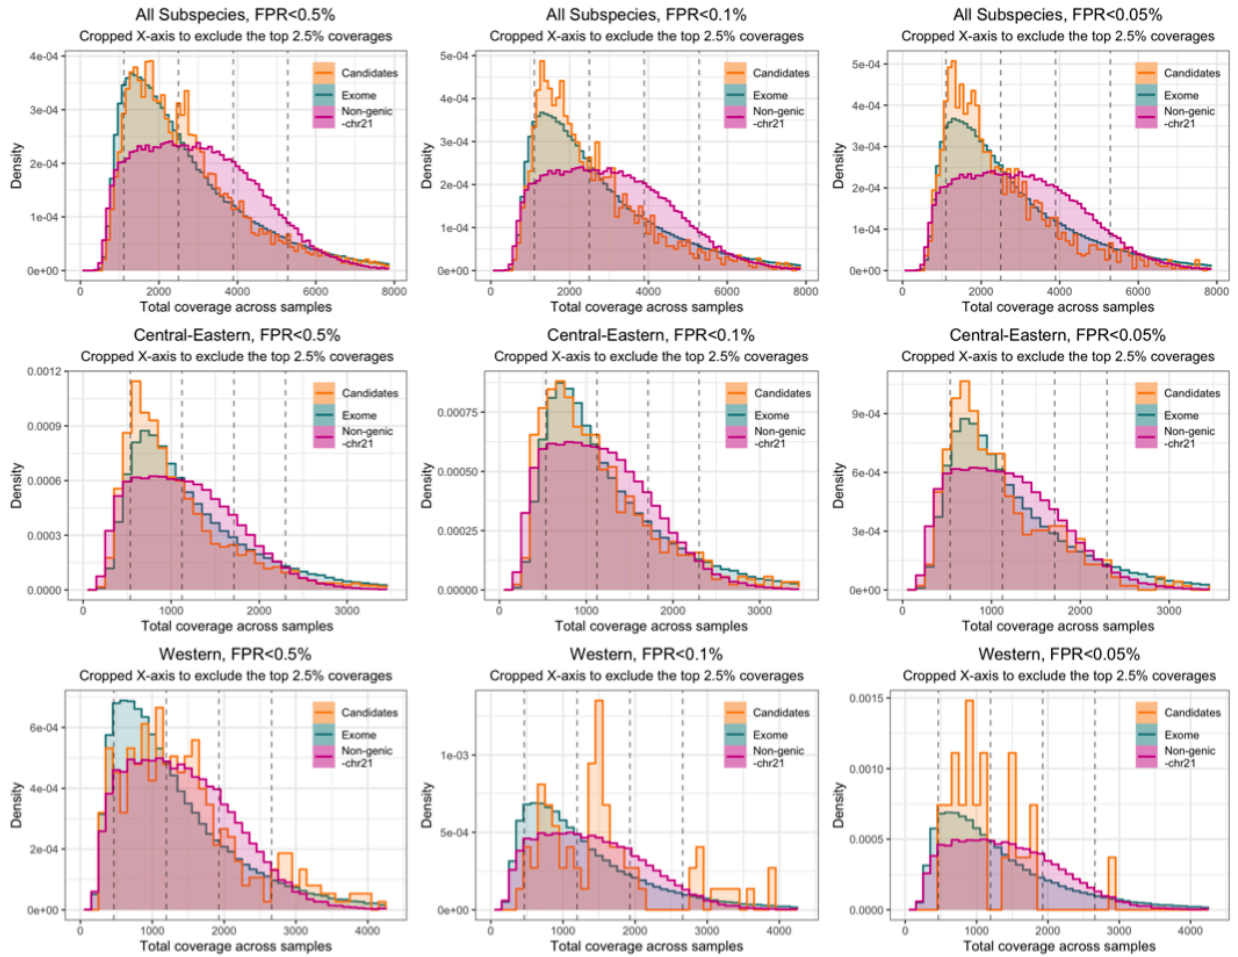 All Subspecies, FPR<0.5%
Cropped X-axis to exclude the top 2.5% coverages
4e-04
3e-04
2e-04
1e-04
0e+00
Density
Candidates
Exome
Non-genic
-chr21
0
2000
4000
6000
8000
Total coverage across samples
All Subspecies, FPR<0.1%
Cropped X-axis to exclude the top 2.5% coverages
5e-04
4e-04
3e-04
2e-04
1e-04
0e+00
Density
Candidates
Exome
Non-genic
-chr21
0
2000
4000
6000
8000
Total coverage across samples
All Subspecies, FPR<0.05%
Cropped X-axis to exclude the top 2.5% coverages
5e-04
4e-04
3e-04
2e-04
1e-04
0e+00
Density
Candidates
Exome
Non-genic
-chr21
0
2000
4000
6000
8000
Total coverage across samples
Central-Eastern, FPR<0.5%
Cropped X-axis to exclude the top 2.5% coverages
0.0012
0.0009
0.0006
0.0003
0.0000
Density
Candidates
Exome
Non-genic
-chr21
0
1000
2000
3000
Total coverage across samples
Central-Eastern, FPR<0.1%
Cropped X-axis to exclude the top 2.5% coverages
0.00075
0.00050
0.00025
0.00000
Density
Candidates
Exome
Non-genic
-chr21
0
1000
2000
3000
Total coverage across samples
Central-Eastern, FPR<0.05%
Cropped X-axis to exclude the top 2.5% coverages
9e-04
6e-04
3e-04
0e+00
Density
Candidates
Exome
Non-genic
-chr21
0
1000
2000
3000
Total coverage across samples
Western, FPR<0.5%
Cropped X-axis to exclude the top 2.5% coverages
6e-04
4e-04
2e-04
0e+00
Density
Candidates
Exome
Non-genic
-chr21
0
1000
2000
3000
4000
Total coverage across samples
Western, FPR<0.1%
Cropped X-axis to exclude the top 2.5% coverages
1e-03
5e-04
0e+00
Density
Candidates
Exome
Non-genic
-chr21
0
1000
2000
3000
4000
Total coverage across samples
Western, FPR<0.05%
Cropped X-axis to exclude the top 2.5% coverages
0.0015
0.0010
0.0005
0.0000
Density
Candidates
Exome
Non-genic
-chr21
0
1000
2000
3000
4000
Total coverage across samples